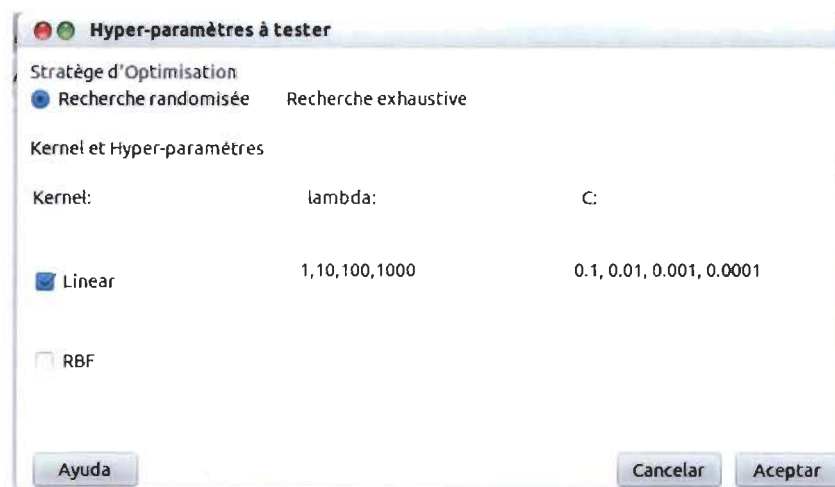 Hyper-paramètres à tester
Stratège d'Optimisation
Recherche randomisée Recherche exhaustive
Kernel et Hyper-paramétres
Kernel: lambda: C:
Linear 1,10,100,1000 0.1, 0.01, 0.001, 0.0001
RBF
Ayuda Cancelar Aceptar